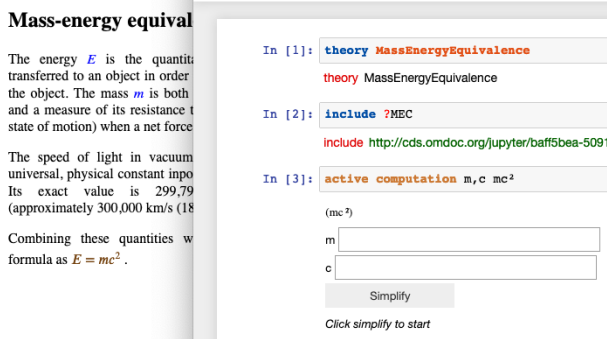 Mass-energy equival
The energy E is the quantit
transferred to an object in order
the object. The mass m is both
and a measure of its resistance t
state of motion) when a net force
The speed of light in vacuum
universal, physical constant inpo
Its exact value is 299,79
(approximately 300,000 km/s (18
Combining these quantities w
formula as E = mc² .
In [1]: theory MassEnergyEquivalence
theory MassEnergyEquivalence
In [2]: include ?MEC
include http://cds.omdoc.org/jupyter/baff5bea-5091
In [3]: active computation m,c mc²
(mc ²)
m
c
Simplify
Click simplify to start